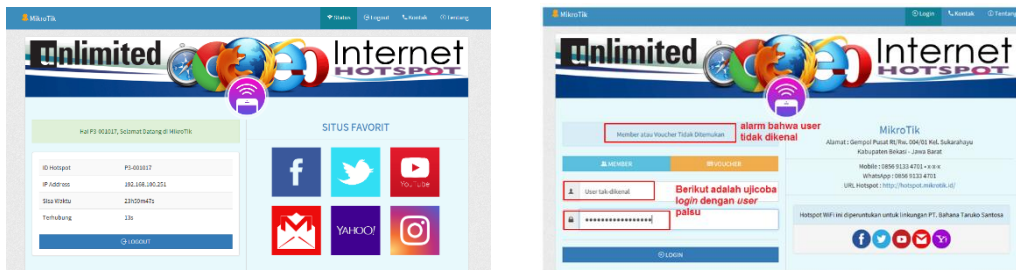 MikroTik
Status Logout Kontak Tentang
Unlimited Internet
HOTSPOT
Hai P3-001017, Selamat Datang di MikroTik
ID Hotspot P3-001017
IP Address 192.168.100.251
Sisa Waktu 23h59m47s
Terhubung 13s
LOGOUT
SITUS FAVORIT
YouTube
YAHOO!
MikroTik
Login Kontak Tentang
Unlimited Internet
HOTSPOT
Member atau Voucher Tidak Ditemukan
alarm bahwa user
tidak dikenal
MEMBER VOUCHER
User tak-dikenal
Berikut adalah ujicoba
login dengan user
palsu
LOGIN
MikroTik
Alamat : Gempol Pusat Rt/Rw. 004/01 Kel. Sukarahayu
Kabupaten Bekasi - Jawa Barat
Mobile : 0856 9133 4701 - x-x-x
WhatsApp : 0856 9133 4701
URL Hotspot : http://hotspot.mikrotik.id/
Hotspot WiFi ini diperuntukan untuk linkungan PT. Bahana Taruko Santosa